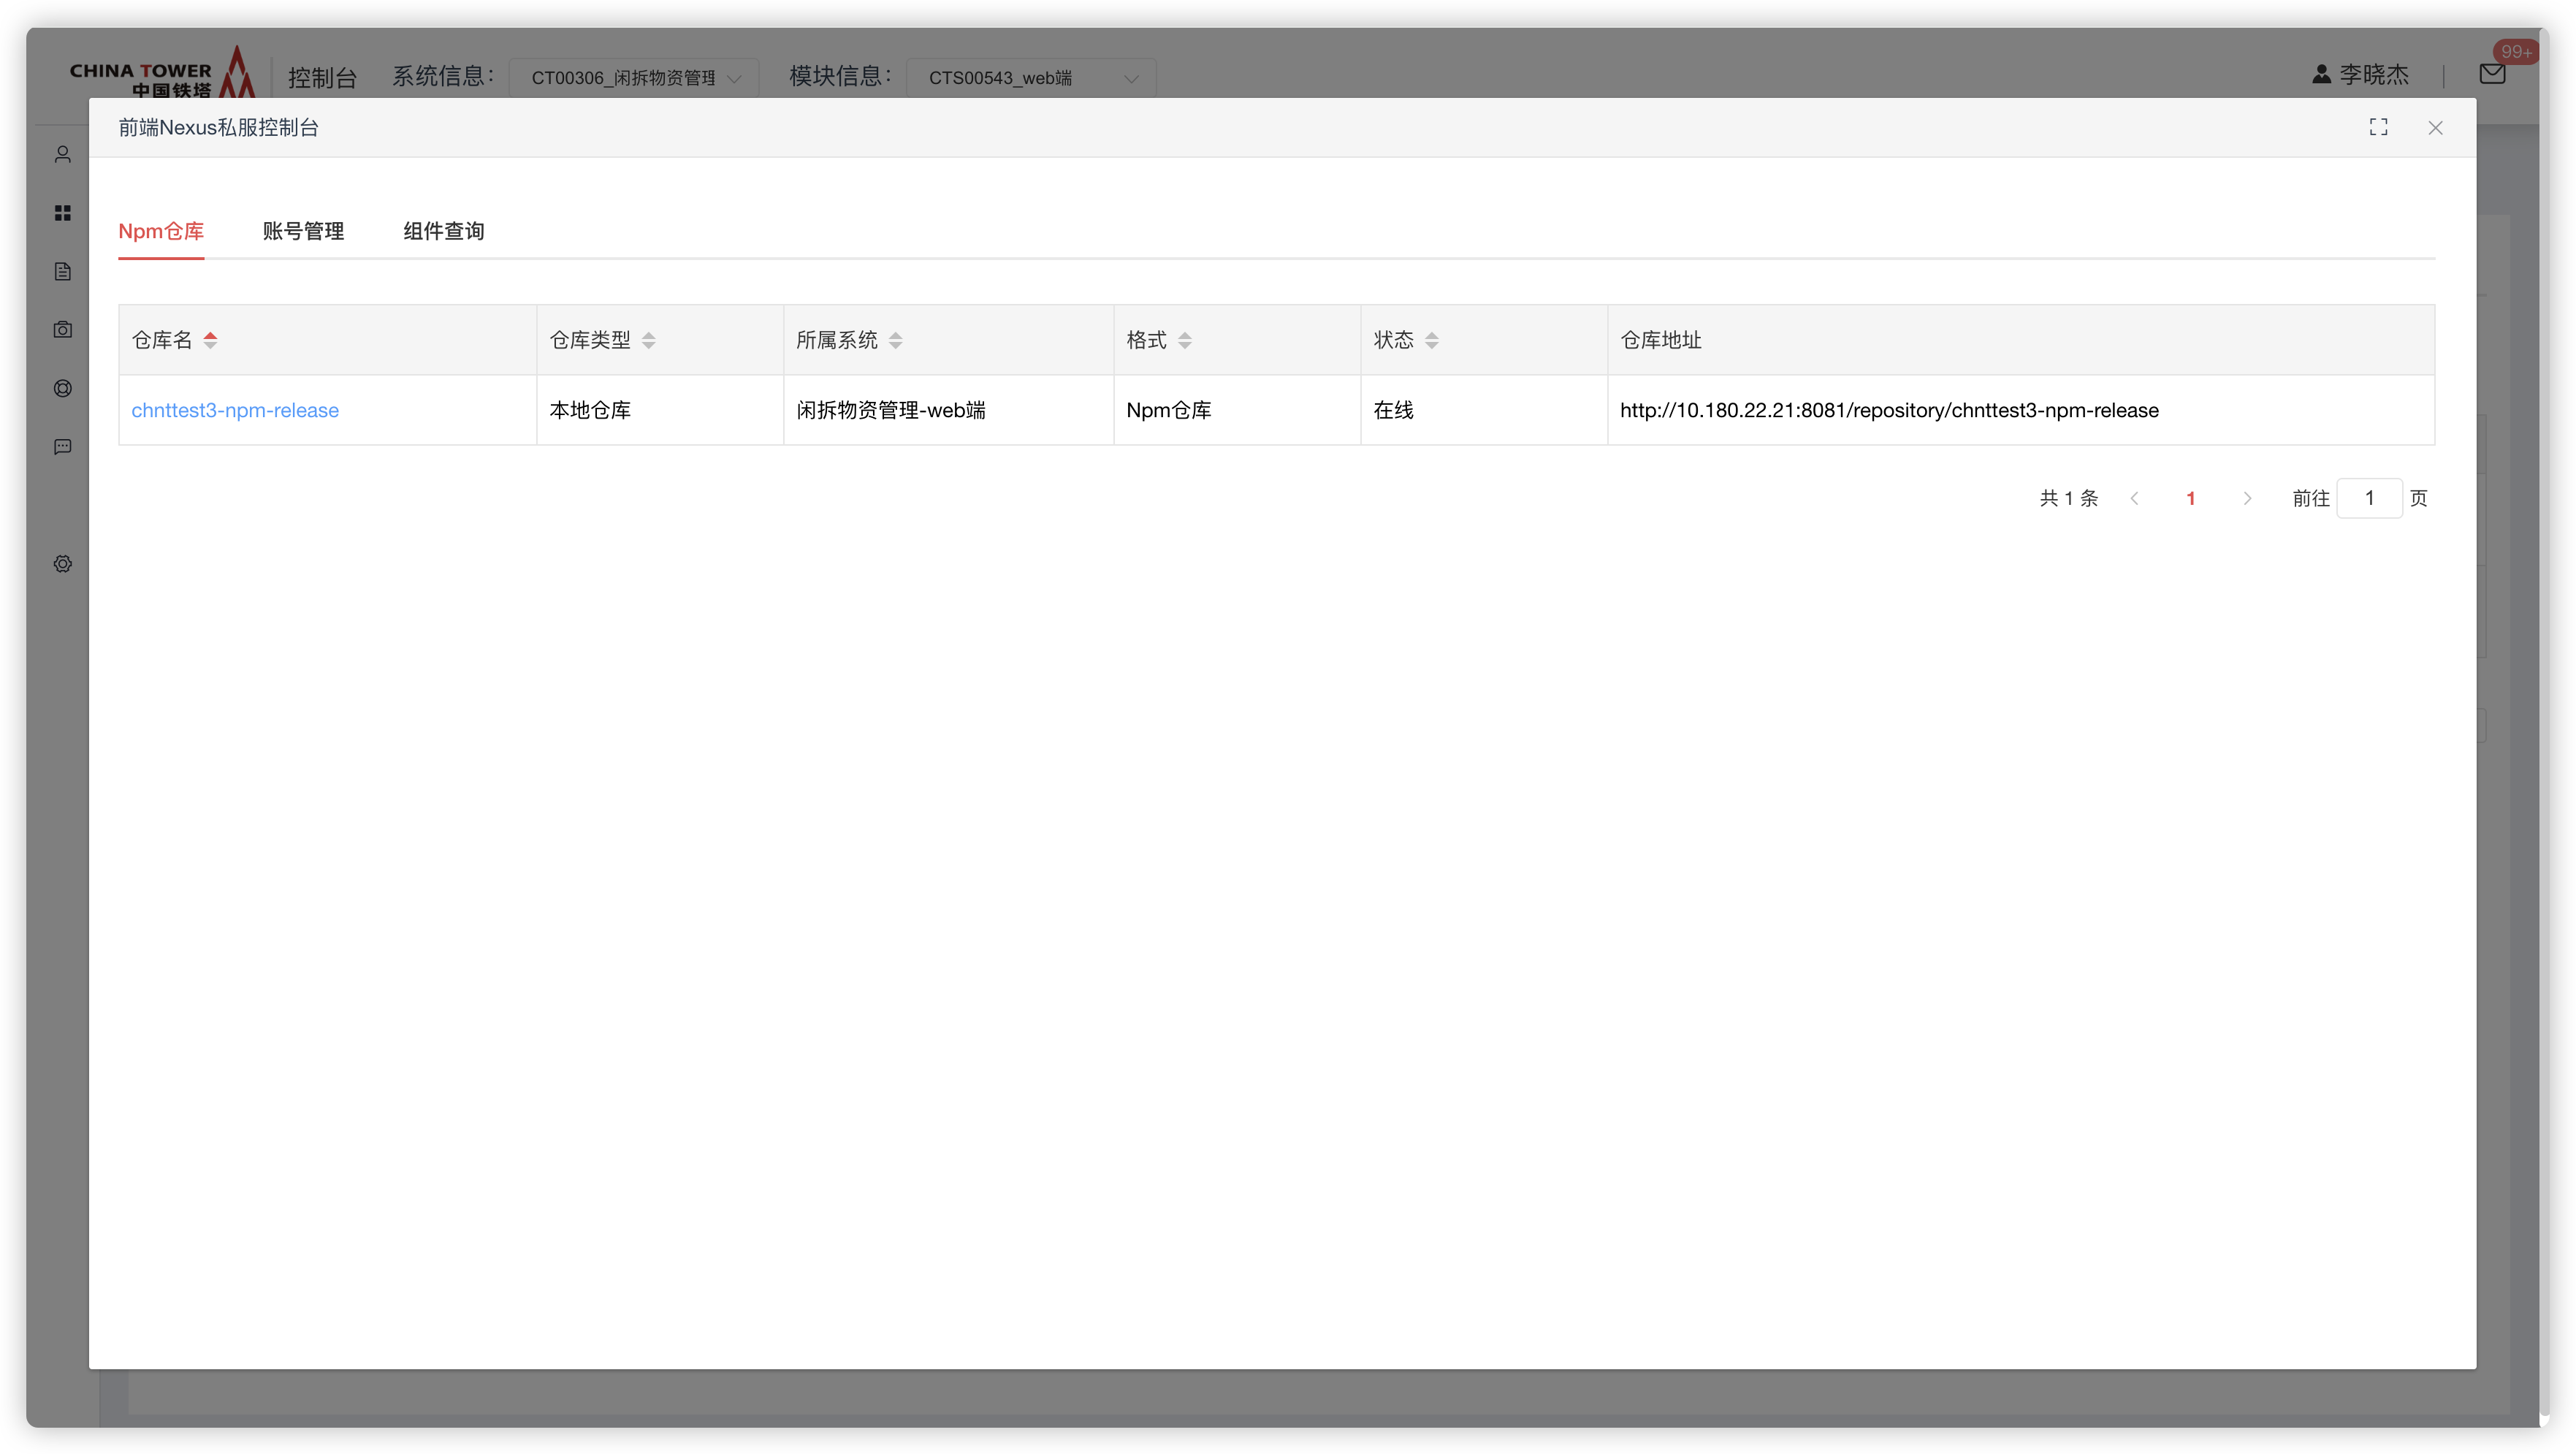 CHINA TOWER
中国铁塔
控制台
系统信息：
CT00306_闲拆物资管理
模块信息：
CTS00543_web端
李晓杰
99+
前端Nexus私服控制台
Npm仓库
账号管理
组件查询
仓库名
仓库类型
所属系统
格式
状态
仓库地址
chnttest3-npm-release
本地仓库
闲拆物资管理-web端
Npm仓库
在线
http://10.180.22.21:8081/repository/chnttest3-npm-release
共 1 条
1
前往
1
页